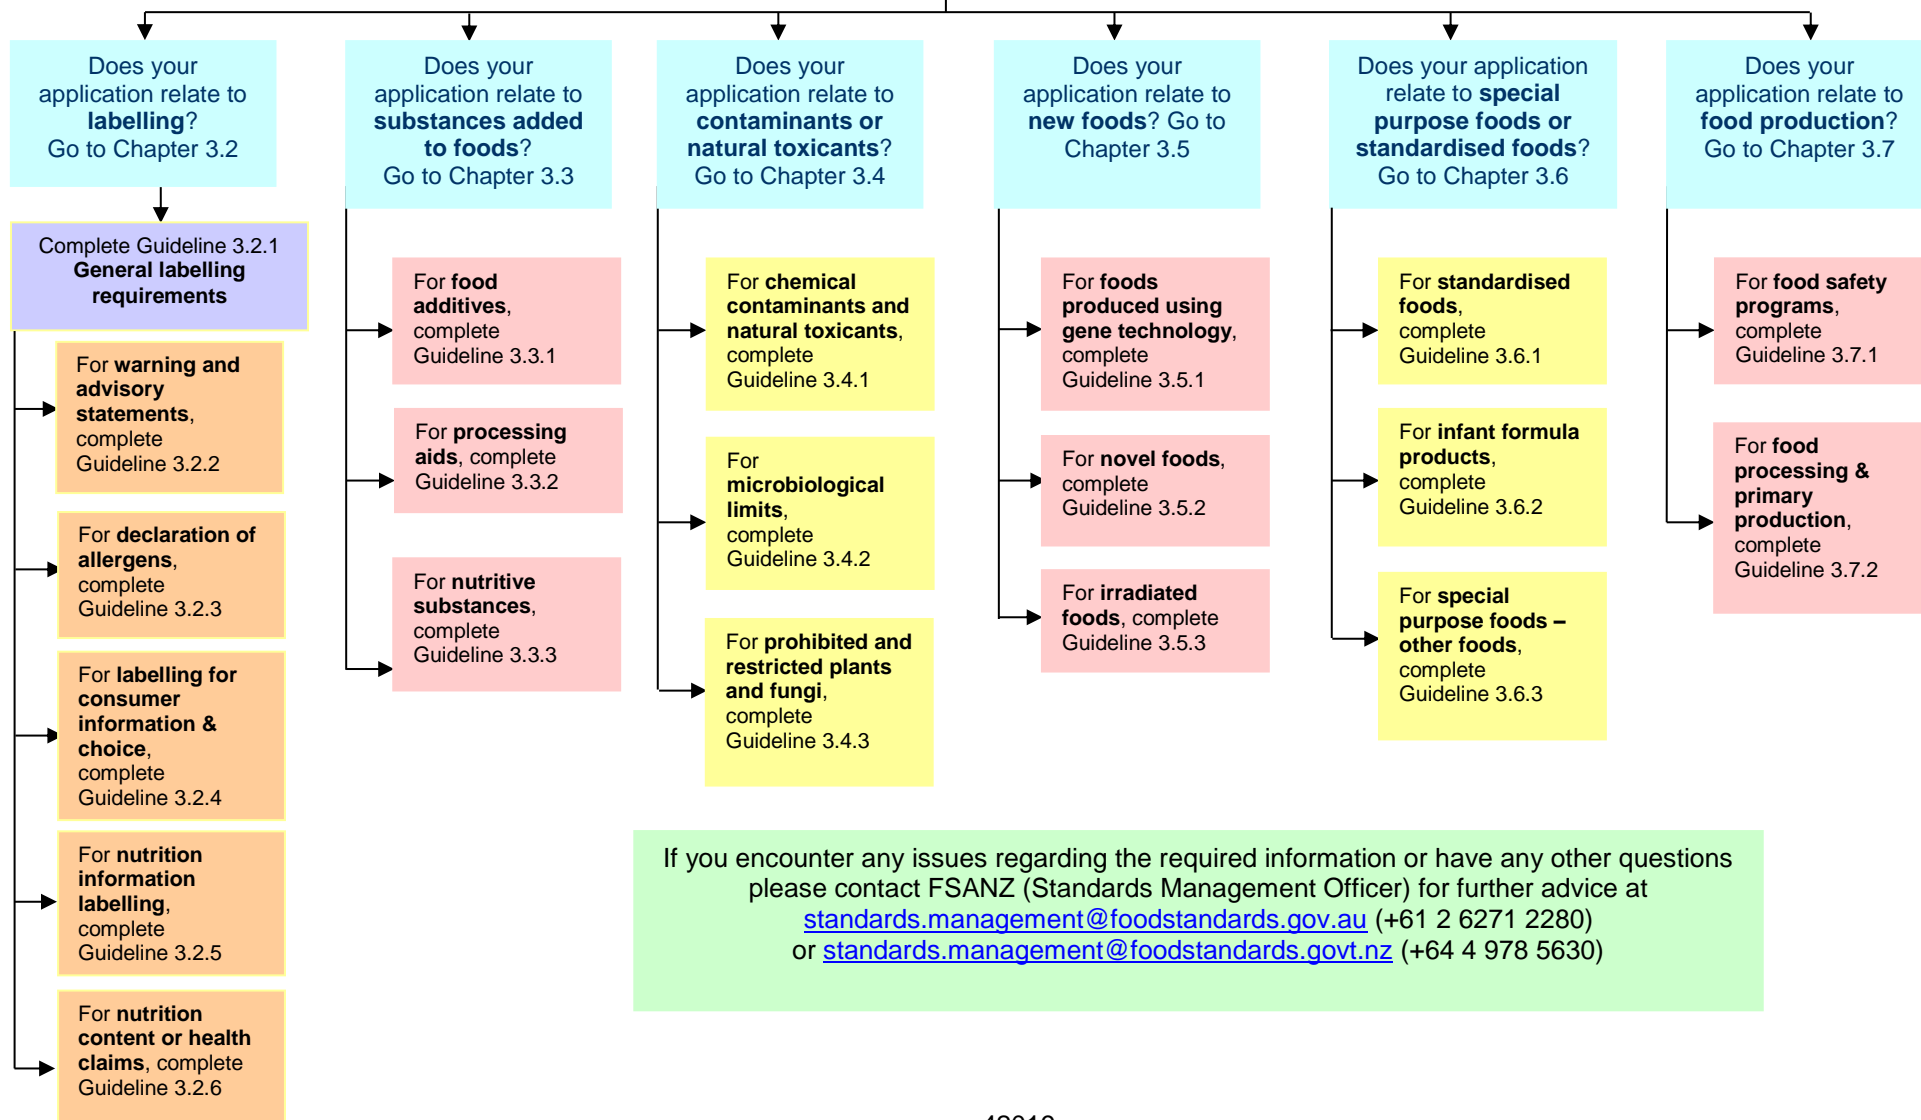 Does your
application relate to
labelling?
Go to Chapter 3.2
Does your
application relate to
substances added
to foods?
Go to Chapter 3.3
Does your
application relate to
contaminants or
natural toxicants?
Go to Chapter 3.4
Does your
application relate to
new foods? Go to
Chapter 3.5
Does your application
relate to special
purpose foods or
standardised foods?
Go to Chapter 3.6
Does your
application relate to
food production?
Go to Chapter 3.7
Complete Guideline 3.2.1
General labelling
requirements
For warning and
advisory
statements,
complete
Guideline 3.2.2
For declaration of
allergens,
complete
Guideline 3.2.3
For labelling for
consumer
information &
choice,
complete
Guideline 3.2.4
For nutrition
information
labelling,
complete
Guideline 3.2.5
For nutrition
content or health
claims, complete
Guideline 3.2.6
For food
additives,
complete
Guideline 3.3.1
For processing
aids, complete
Guideline 3.3.2
For nutritive
substances,
complete
Guideline 3.3.3
For chemical
contaminants and
natural toxicants,
complete
Guideline 3.4.1
For
microbiological
limits,
complete
Guideline 3.4.2
For prohibited and
restricted plants
and fungi,
complete
Guideline 3.4.3
For foods
produced using
gene technology,
complete
Guideline 3.5.1
For novel foods,
complete
Guideline 3.5.2
For irradiated
foods, complete
Guideline 3.5.3
For standardised
foods,
complete
Guideline 3.6.1
For infant formula
products,
complete
Guideline 3.6.2
For special
purpose foods –
other foods,
complete
Guideline 3.6.3
For food safety
programs,
complete
Guideline 3.7.1
For food
processing &
primary
production,
complete
Guideline 3.7.2
If you encounter any issues regarding the required information or have any other questions
please contact FSANZ (Standards Management Officer) for further advice at
standards.management@foodstandards.gov.au (+61 2 6271 2280)
or standards.management@foodstandards.govt.nz (+64 4 978 5630)